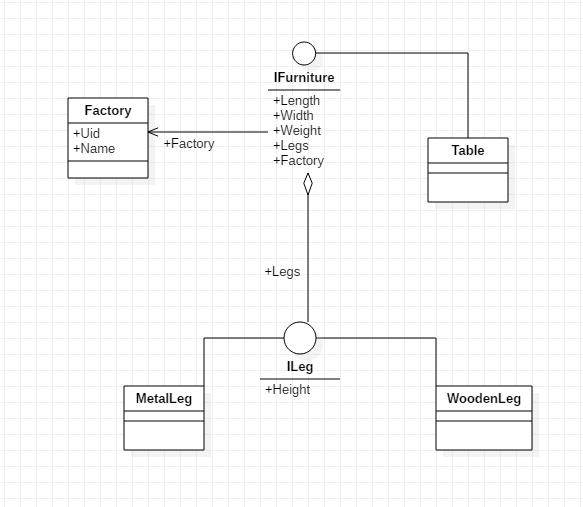 IFurniture
+Length
+Width
+Weight
+Legs
+Factory
Factory
+Uid
+Name
+Factory
Table
+Legs
ILeg
+Height
MetalLeg
WoodenLeg